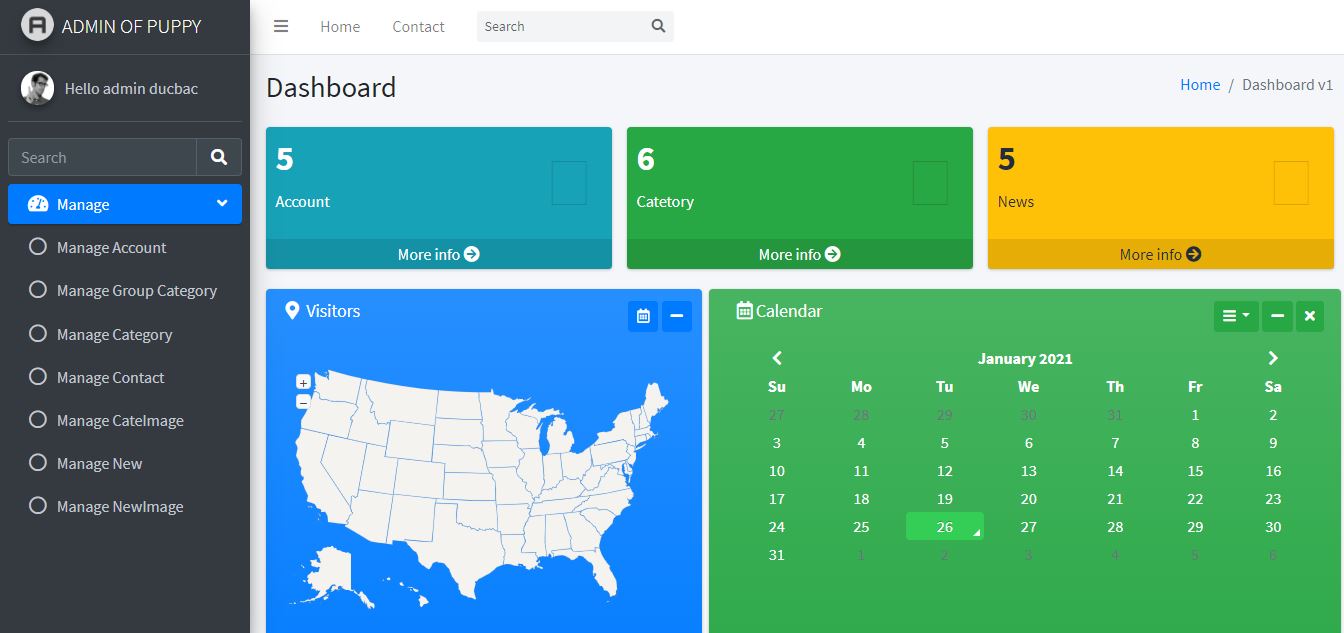 ADMIN OF PUPPY
Hello admin ducbac
Search
Manage
Manage Account
Manage Group Category
Manage Category
Manage Contact
Manage CateImage
Manage New
Manage NewImage
Home
Contact
Search
Dashboard
Home / Dashboard v1
5
Account
More info
6
Catetory
More info
5
News
More info
Visitors
+
−
Calendar
January 2021
Su Mo Tu We Th Fr Sa
27 28 29 30 31 1 2
3 4 5 6 7 8 9
10 11 12 13 14 15 16
17 18 19 20 21 22 23
24 25 26 27 28 29 30
31 1 2 3 4 5 6